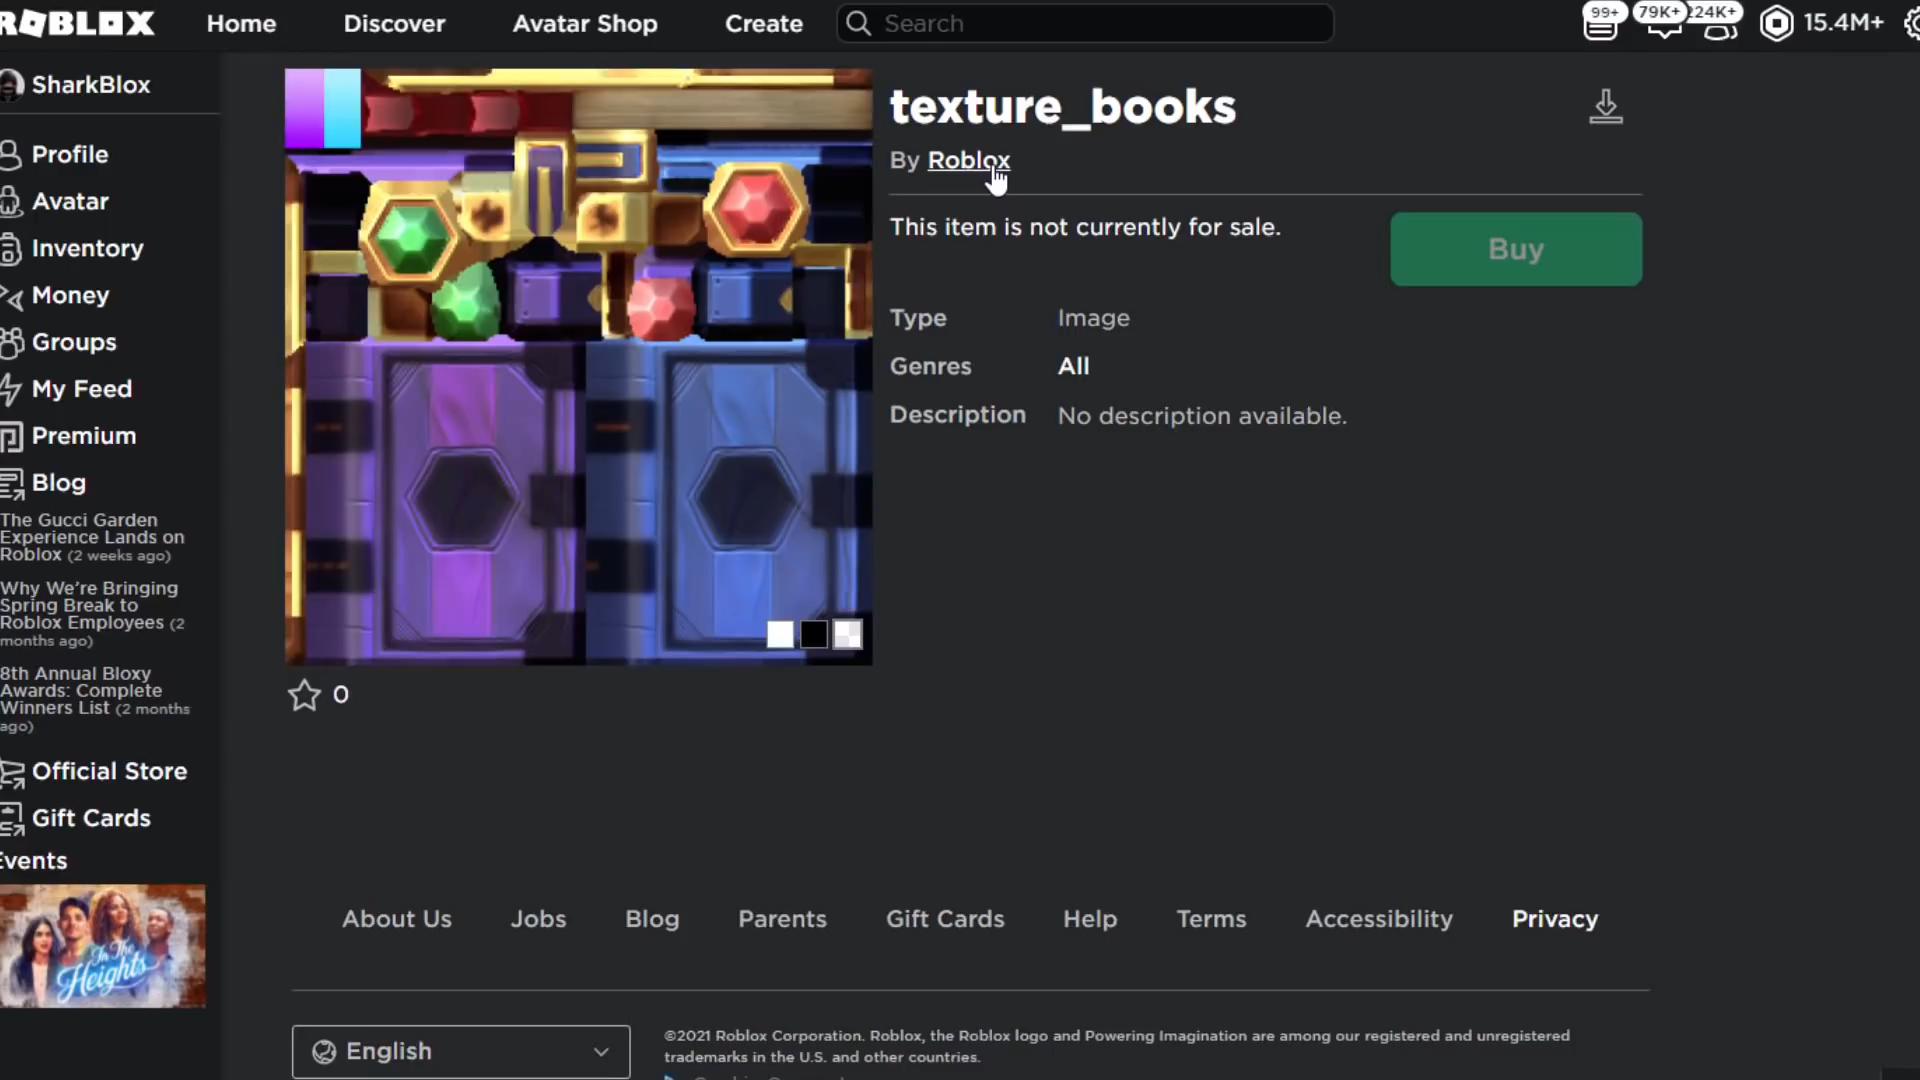 ROBLOX
Home
Discover
Avatar Shop
Create
Search
99+
79K+
224K+
15.4M+
SharkBlox
Profile
Avatar
Inventory
Money
Groups
My Feed
Premium
Blog
The Gucci Garden
Experience Lands on
Roblox (2 weeks ago)
Why We're Bringing
Spring Break to
Roblox Employees (2
months ago)
8th Annual Bloxy
Awards: Complete
Winners List (2 months
ago)
Official Store
Gift Cards
Events
In The
Heights
texture_books
By Roblox
This item is not currently for sale.
Buy
Type
Image
Genres
All
Description
No description available.
0
About Us
Jobs
Blog
Parents
Gift Cards
Help
Terms
Accessibility
Privacy
English
©2021 Roblox Corporation. Roblox, the Roblox logo and Powering Imagination are among our registered and unregistered
trademarks in the U.S. and other countries.